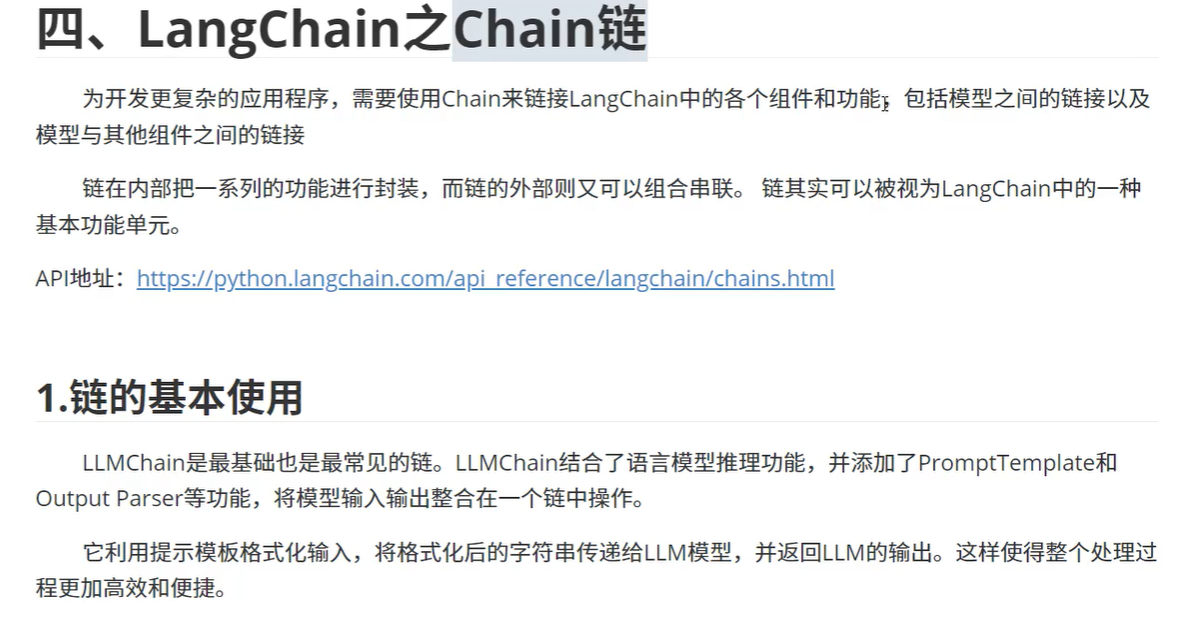 四、LangChain之Chain链
为开发更复杂的应用程序，需要使用Chain来链接LangChain中的各个组件和功能，包括模型之间的链接以及
模型与其他组件之间的链接
链在内部把一系列的功能进行封装，而链的外部则又可以组合串联。 链其实可以被视为LangChain中的一种
基本功能单元。
API地址：https://python.langchain.com/api_reference/langchain/chains.html
1.链的基本使用
LLMChain是最基础也是最常见的链。LLMChain结合了语言模型推理功能，并添加了PromptTemplate和
Output Parser等功能，将模型输入输出整合在一个链中操作。
它利用提示模板格式化输入，将格式化后的字符串传递给LLM模型，并返回LLM的输出。这样使得整个处理过
程更加高效和便捷。